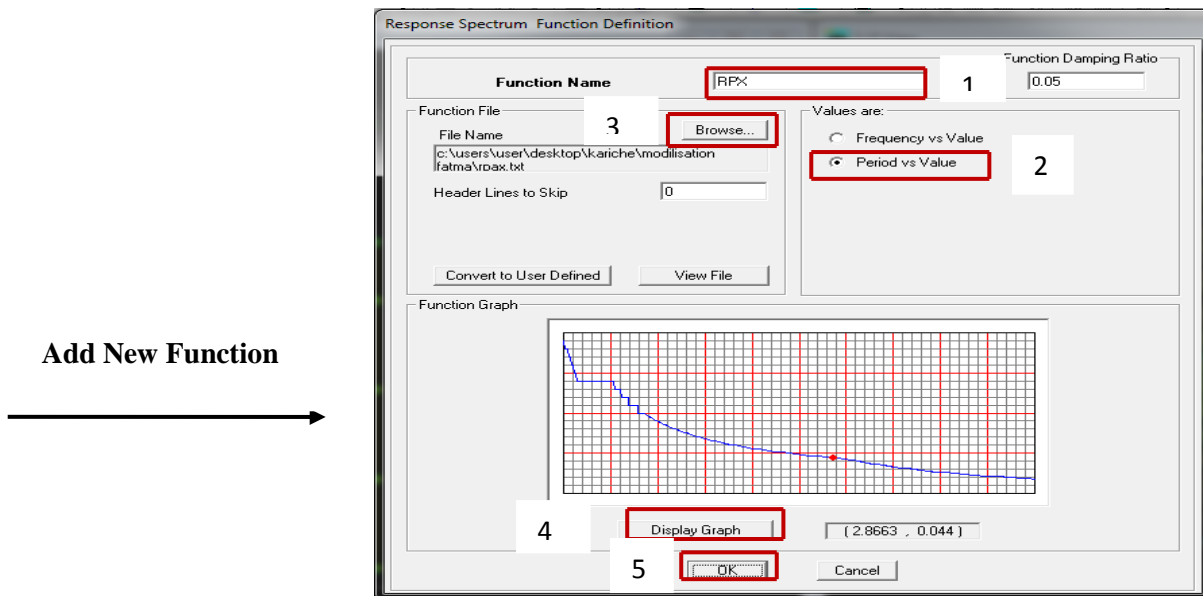 Response Spectrum Function Definition
Function Damping Ratio
Function Name
RPX
1
0.05
Function File
3
Browse...
File Name
c:\users\user\desktop\kariche\modilisation
fatma\rpax.txt
Header Lines to Skip
0
Convert to User Defined
View File
Values are:
Frequency vs Value
Period vs Value
2
Function Graph
Add New Function
4
Display Graph
( 2.8663 , 0.044 )
5
OK
Cancel